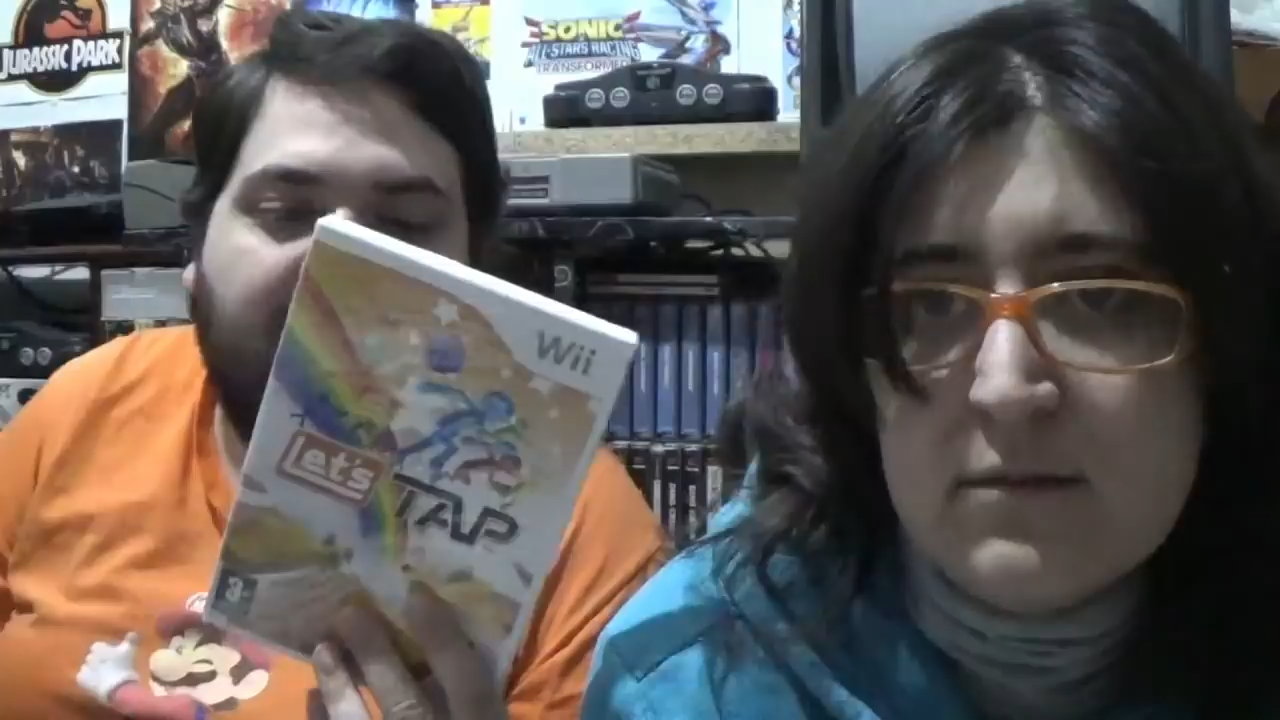 JURASSIC PARK
SONIC
ALL-STARS RACING
TRANSFORMED
Wii
Let's
TAP
3+